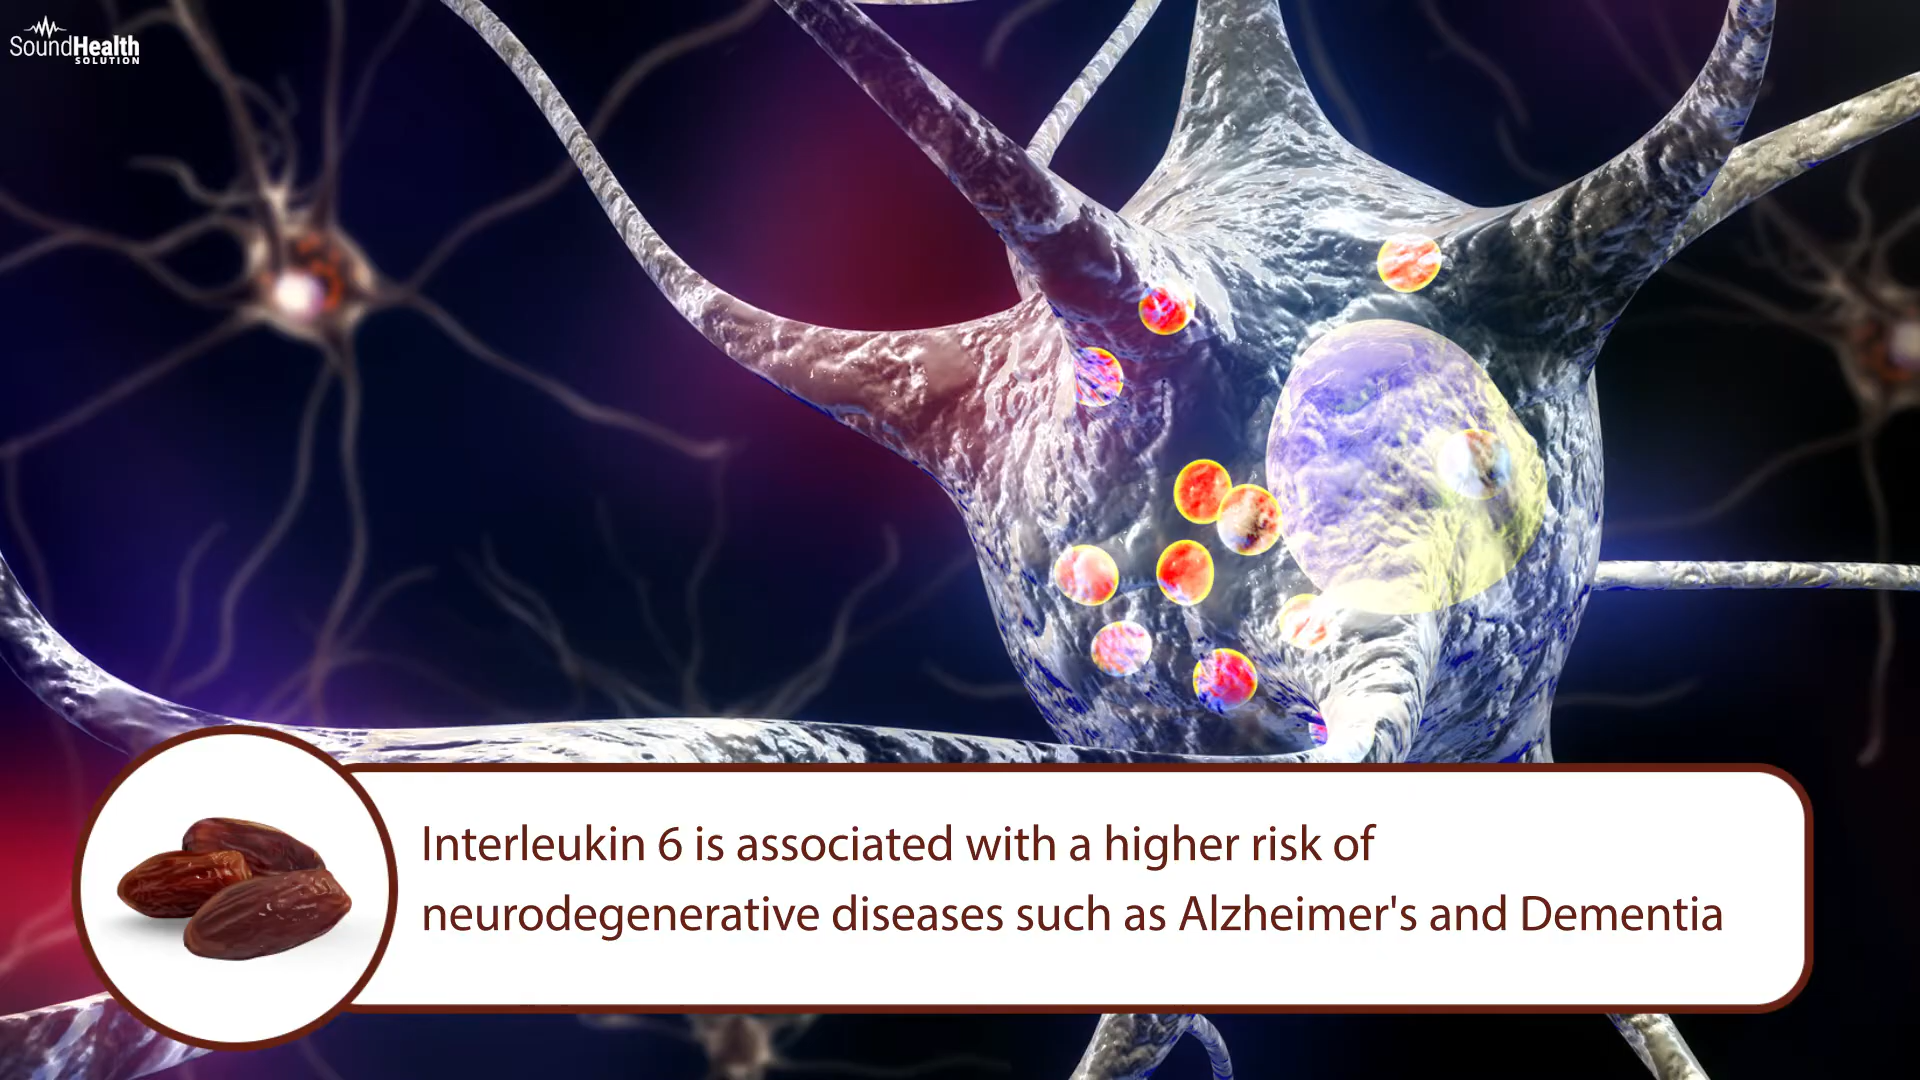 SoundHealth
SOLUTION
Interleukin 6 is associated with a higher risk of
neurodegenerative diseases such as Alzheimer's and Dementia